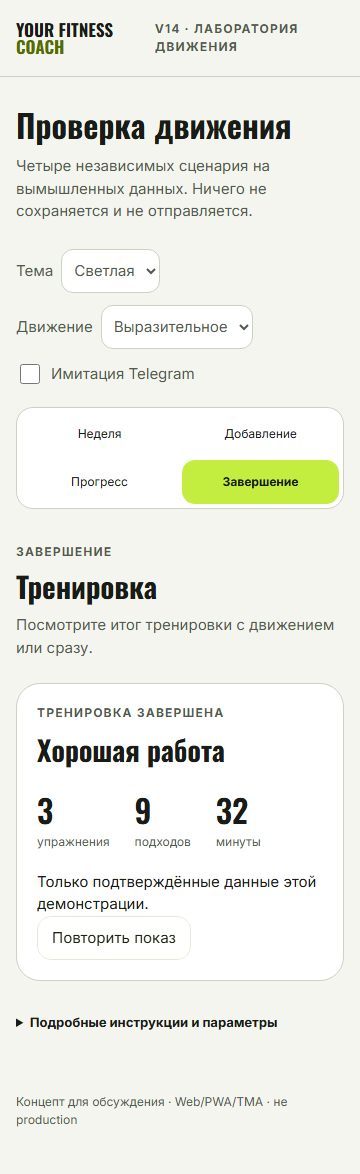 YOUR FITNESS
COACH
V14 · ЛАБОРАТОРИЯ
ДВИЖЕНИЯ
Проверка движения
Четыре независимых сценария на
вымышленных данных. Ничего не
сохраняется и не отправляется.
Тема Светлая
Движение Выразительное
Имитация Telegram
Неделя Добавление
Прогресс Завершение
ЗАВЕРШЕНИЕ
Тренировка
Посмотрите итог тренировки с движением
или сразу.
ТРЕНИРОВКА ЗАВЕРШЕНА
Хорошая работа
3 9 32
упражнения подходов минуты
Только подтверждённые данные этой
демонстрации.
Повторить показ
Подробные инструкции и параметры
Концепт для обсуждения · Web/PWA/TMA · не
production